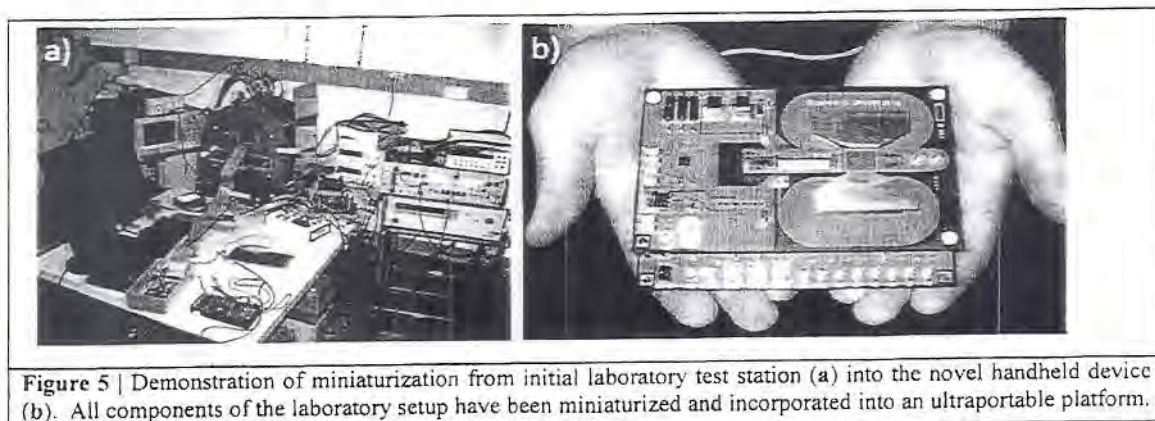 a)
b)
Figure 5 | Demonstration of miniaturization from initial laboratory test station (a) into the novel handheld device
(b). All components of the laboratory setup have been miniaturized and incorporated into an ultraportable platform.